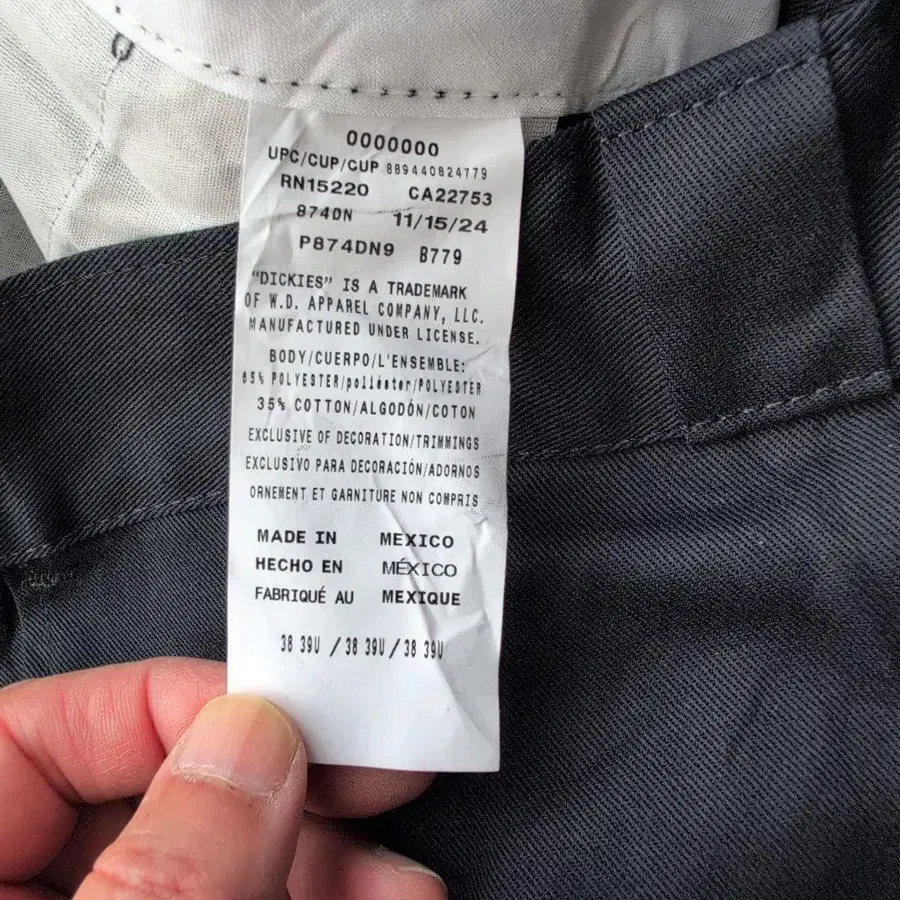 0000000
UPC/CUP/CUP 889440824779
RN15220 CA22753
874DN 11/15/24
P874DN9 B779
"DICKIES" IS A TRADEMARK
OF W.D. APPAREL COMPANY, LLC.
MANUFACTURED UNDER LICENSE.
BODY/CUERPO/L'ENSEMBLE:
65% POLYESTER/poliéster/POLYESTER
35% COTTON/ALGODÓN/COTON
EXCLUSIVE OF DECORATION/TRIMMINGS
EXCLUSIVO PARA DECORACIÓN/ADORNOS
ORNEMENT ET GARNITURE NON COMPRIS
MADE IN MEXICO
HECHO EN MÉXICO
FABRIQUÉ AU MEXIQUE
38 39U / 38 39U / 38 39U